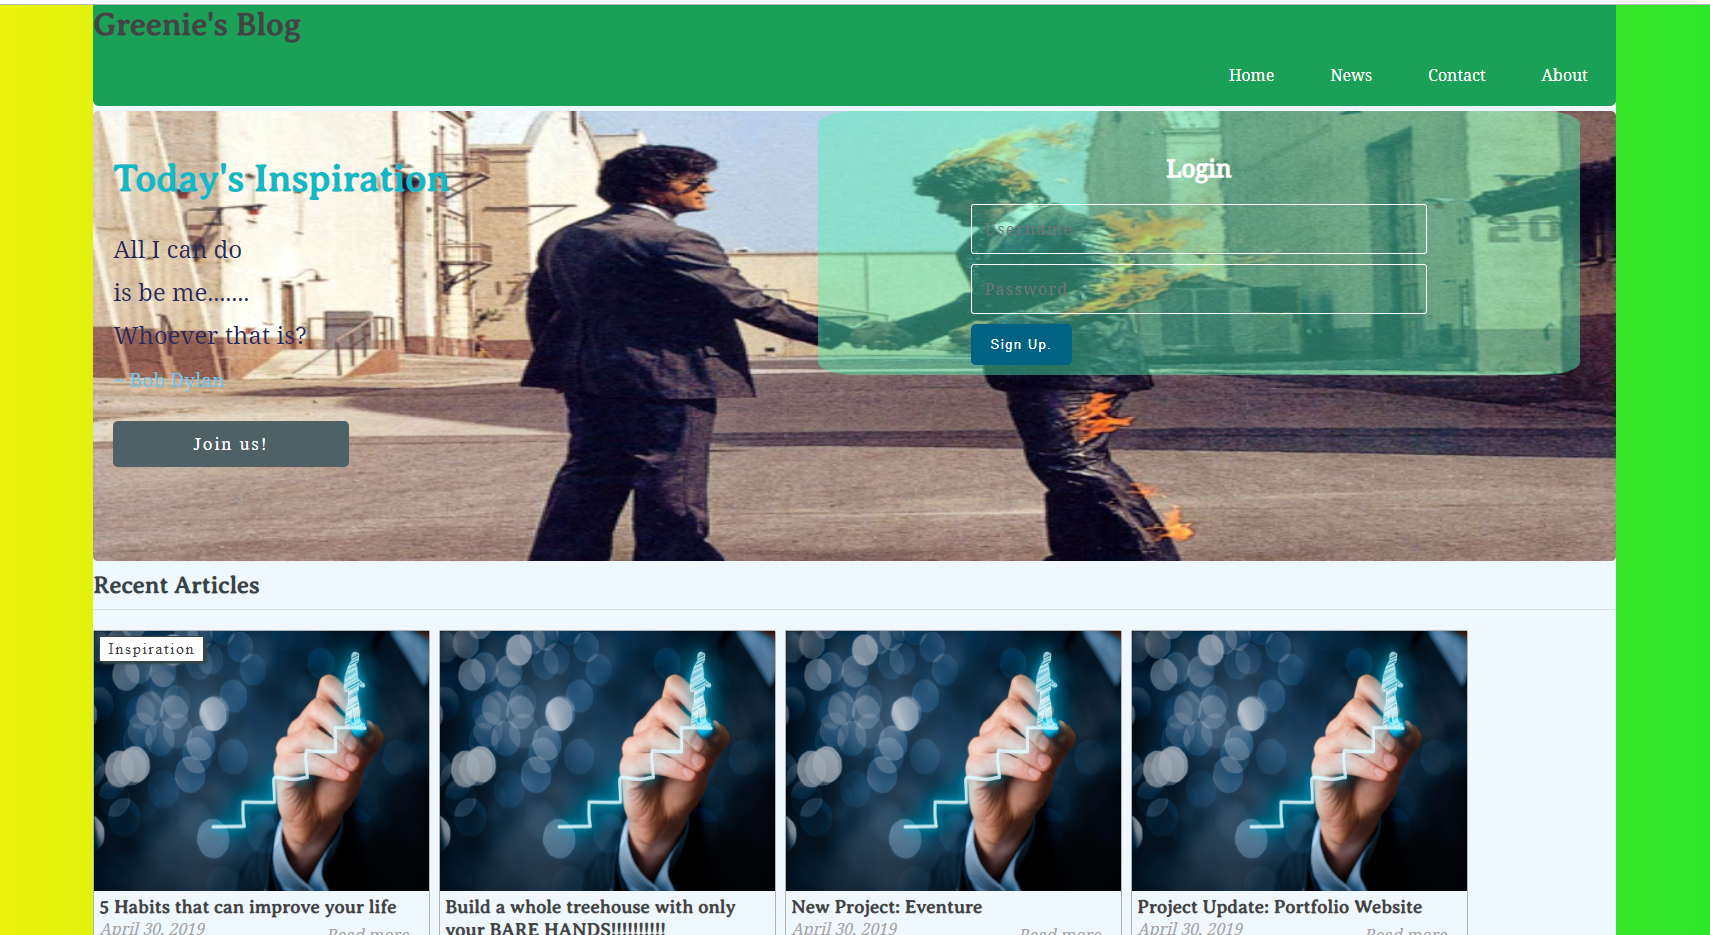 Greenie's Blog
Home News Contact About
Today's Inspiration
All I can do
is be me.......
Whoever that is?
- Bob Dylan
Join us!
Login
Username
Password
Sign Up.
20
Recent Articles
Inspiration
5 Habits that can improve your life
April 30, 2019 Read more
Build a whole treehouse with only
your BARE HANDS!!!!!!!!!!
New Project: Eventure
April 30, 2019 Read more
Project Update: Portfolio Website
April 30, 2019 Read more